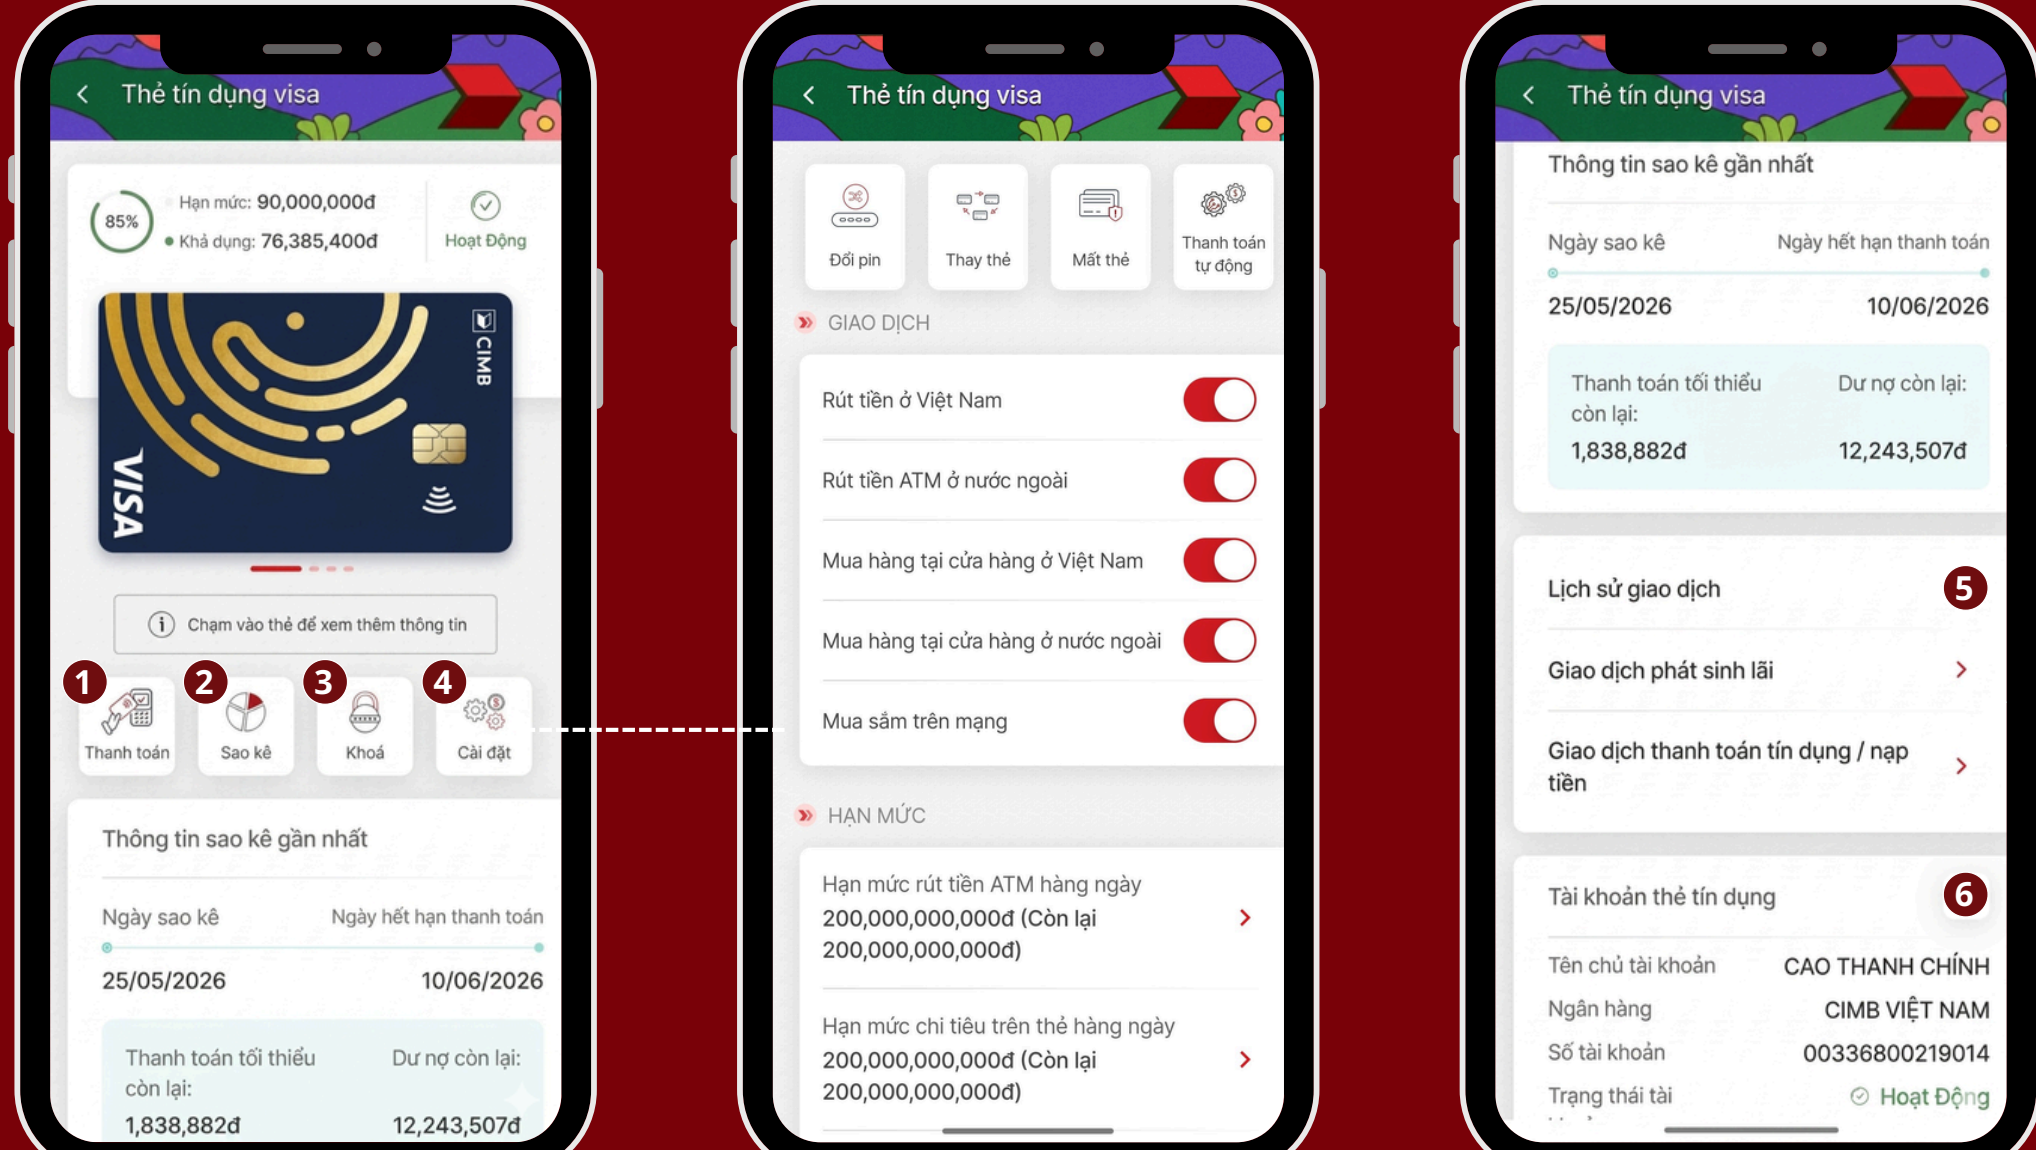 Thẻ tín dụng visa
85%
Hạn mức: 90,000,000đ
Khả dụng: 76,385,400đ
Hoạt Động
CIMB
VISA
Chạm vào thẻ để xem thêm thông tin
1
2
3
4
Thanh toán
Sao kê
Khoá
Cài đặt
Thông tin sao kê gần nhất
Ngày sao kê
Ngày hết hạn thanh toán
25/05/2026
10/06/2026
Thanh toán tối thiểu
còn lại:
1,838,882đ
Dư nợ còn lại:
12,243,507đ
Thẻ tín dụng visa
Đổi pin
Thay thẻ
Mất thẻ
Thanh toán
tự động
GIAO DỊCH
Rút tiền ở Việt Nam
Rút tiền ATM ở nước ngoài
Mua hàng tại cửa hàng ở Việt Nam
Mua hàng tại cửa hàng ở nước ngoài
Mua sắm trên mạng
HẠN MỨC
Hạn mức rút tiền ATM hàng ngày
200,000,000,000đ (Còn lại
200,000,000,000đ)
Hạn mức chi tiêu trên thẻ hàng ngày
200,000,000,000đ (Còn lại
200,000,000,000đ)
Thẻ tín dụng visa
Thông tin sao kê gần nhất
Ngày sao kê
Ngày hết hạn thanh toán
25/05/2026
10/06/2026
Thanh toán tối thiểu
còn lại:
1,838,882đ
Dư nợ còn lại:
12,243,507đ
Lịch sử giao dịch
5
Giao dịch phát sinh lãi
Giao dịch thanh toán tín dụng / nạp
tiền
Tài khoản thẻ tín dụng
6
Tên chủ tài khoản
CAO THANH CHÍNH
Ngân hàng
CIMB VIỆT NAM
Số tài khoản
00336800219014
Trạng thái tài
Hoạt Động